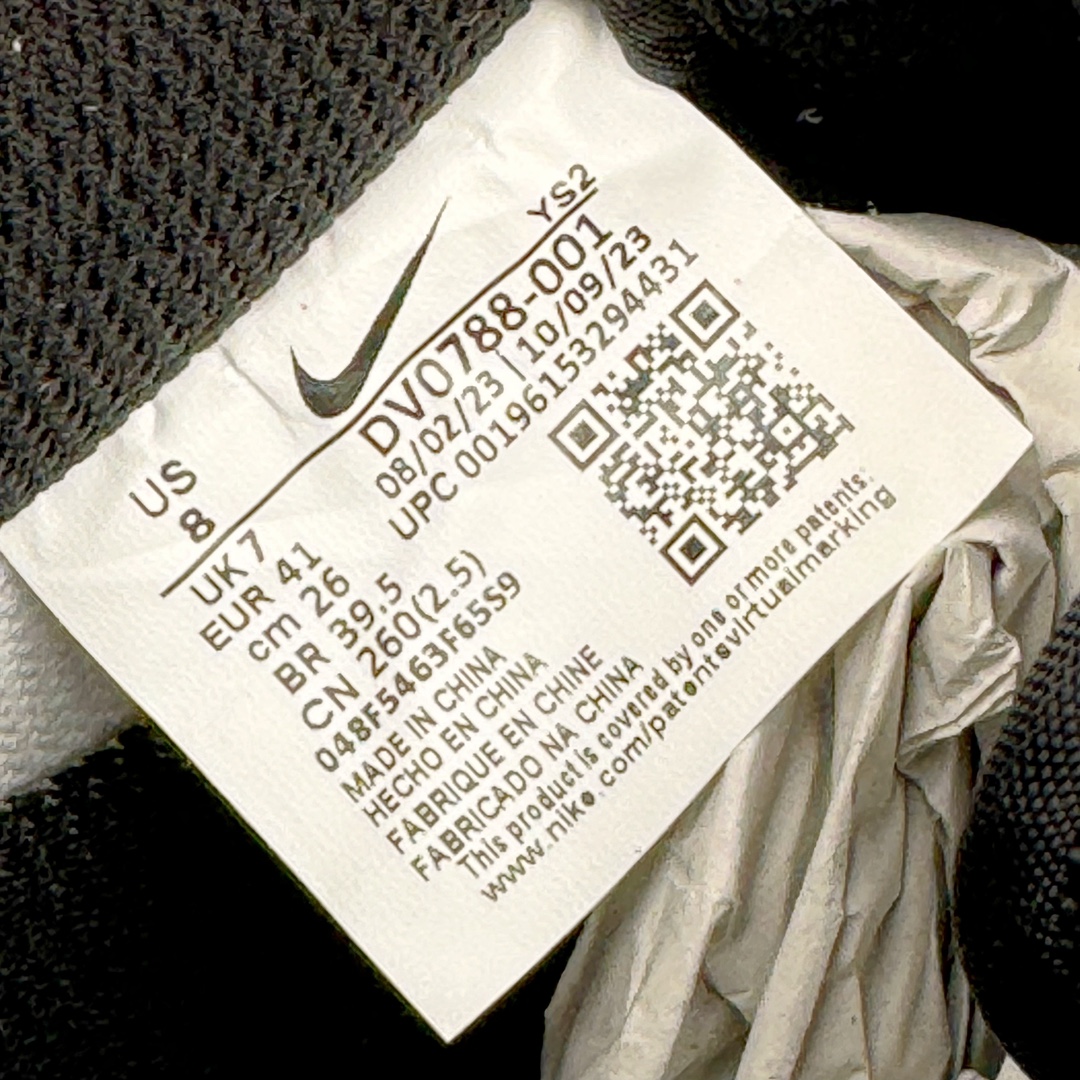 YS2
US
8
DV0788-001
08/02/23 | 10/09/23
UPC 00196153294431
UK 7
EUR 41
cm 26
BR 39.5
CN 260(2.5)
048F5463F65S9
MADE IN CHINA
HECHO EN CHINA
FABRIQUE EN CHINE
FABRICADO NA CHINA
This product is covered by one or more patents.
www.nike.com/patentsvirtualmarking